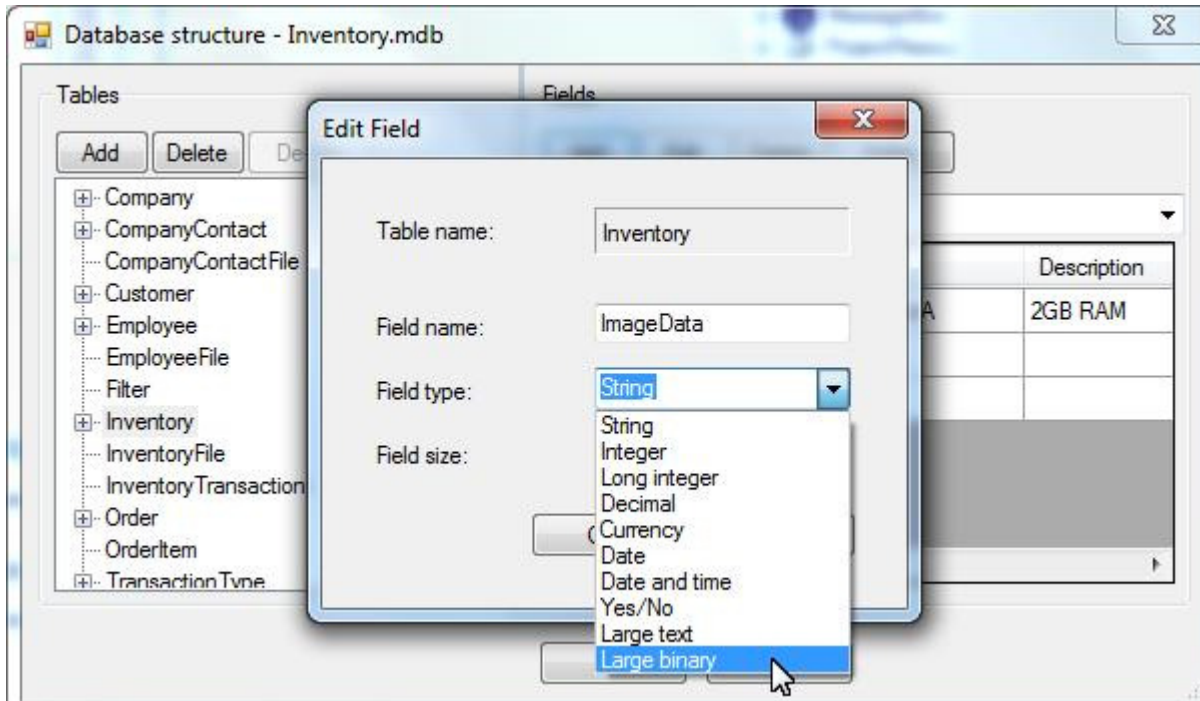 Database structure - Inventory.mdb
Tables
Fields
Add Delete De
Company
CompanyContact
CompanyContactFile
Customer
Employee
EmployeeFile
Filter
Inventory
InventoryFile
InventoryTransaction
Order
OrderItem
TransactionType
Edit Field
Table name: Inventory
Field name: ImageData
Field type: String
String
Integer
Long integer
Decimal
Currency
Date
Date and time
Yes/No
Large text
Large binary
Field size:
Description
A 2GB RAM